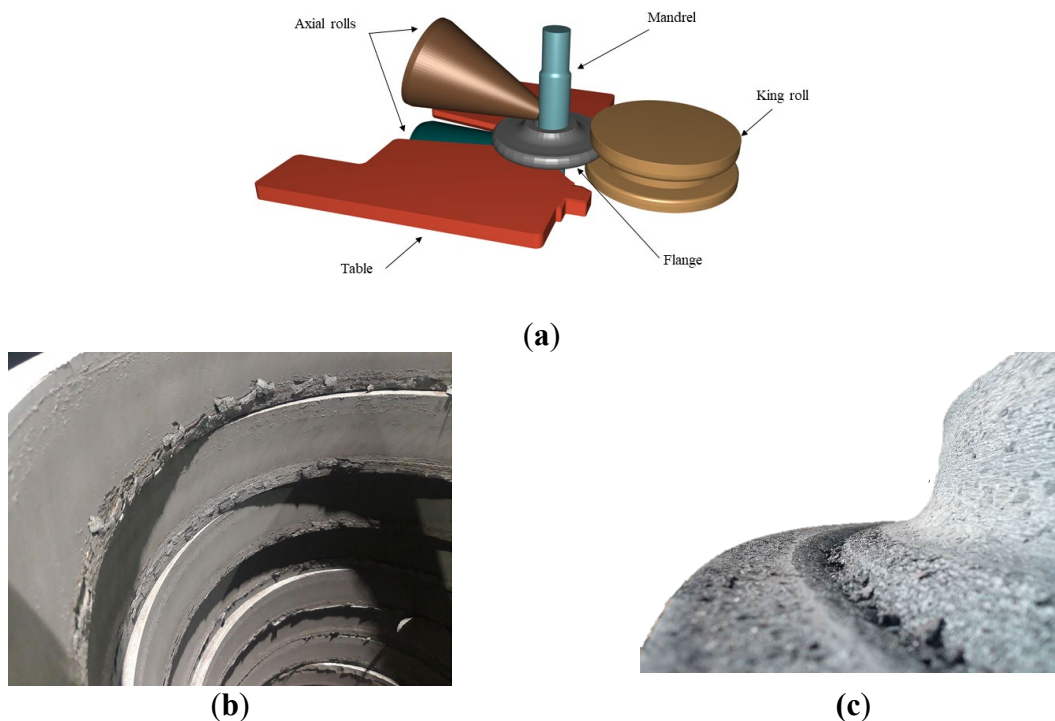 Axial rolls
Mandrel
King roll
Table
Flange
(a)
(b)
(c)